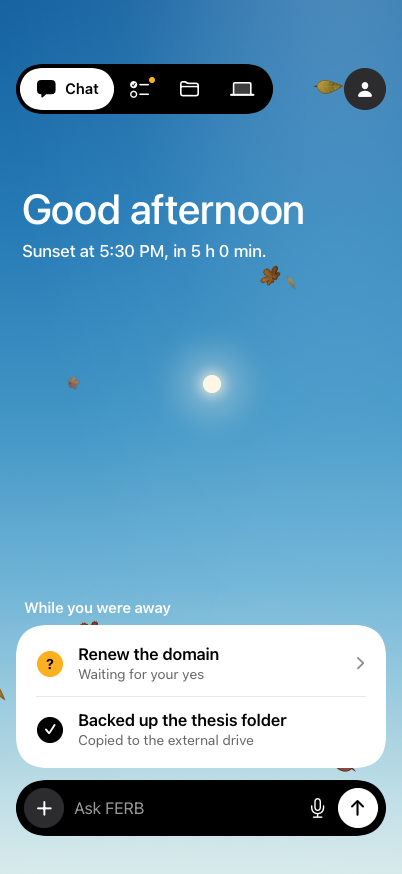 Chat
Good afternoon
Sunset at 5:30 PM, in 5 h 0 min.
While you were away
?
Renew the domain
Waiting for your yes
Backed up the thesis folder
Copied to the external drive
Ask FERB